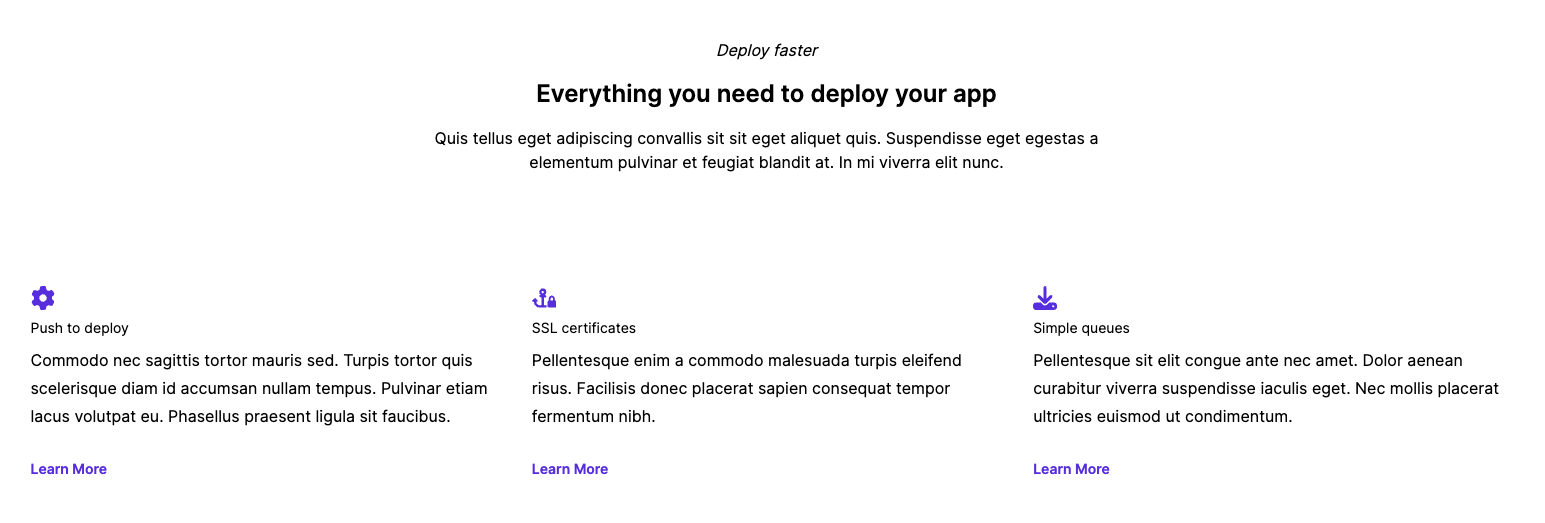 Deploy faster
Everything you need to deploy your app
Quis tellus eget adipiscing convallis sit sit eget aliquet quis. Suspendisse eget egestas a
elementum pulvinar et feugiat blandit at. In mi viverra elit nunc.
Push to deploy
Commodo nec sagittis tortor mauris sed. Turpis tortor quis
scelerisque diam id accumsan nullam tempus. Pulvinar etiam
lacus volutpat eu. Phasellus praesent ligula sit faucibus.
Learn More
SSL certificates
Pellentesque enim a commodo malesuada turpis eleifend
risus. Facilisis donec placerat sapien consequat tempor
fermentum nibh.
Learn More
Simple queues
Pellentesque sit elit congue ante nec amet. Dolor aenean
curabitur viverra suspendisse iaculis eget. Nec mollis placerat
ultricies euismod ut condimentum.
Learn More